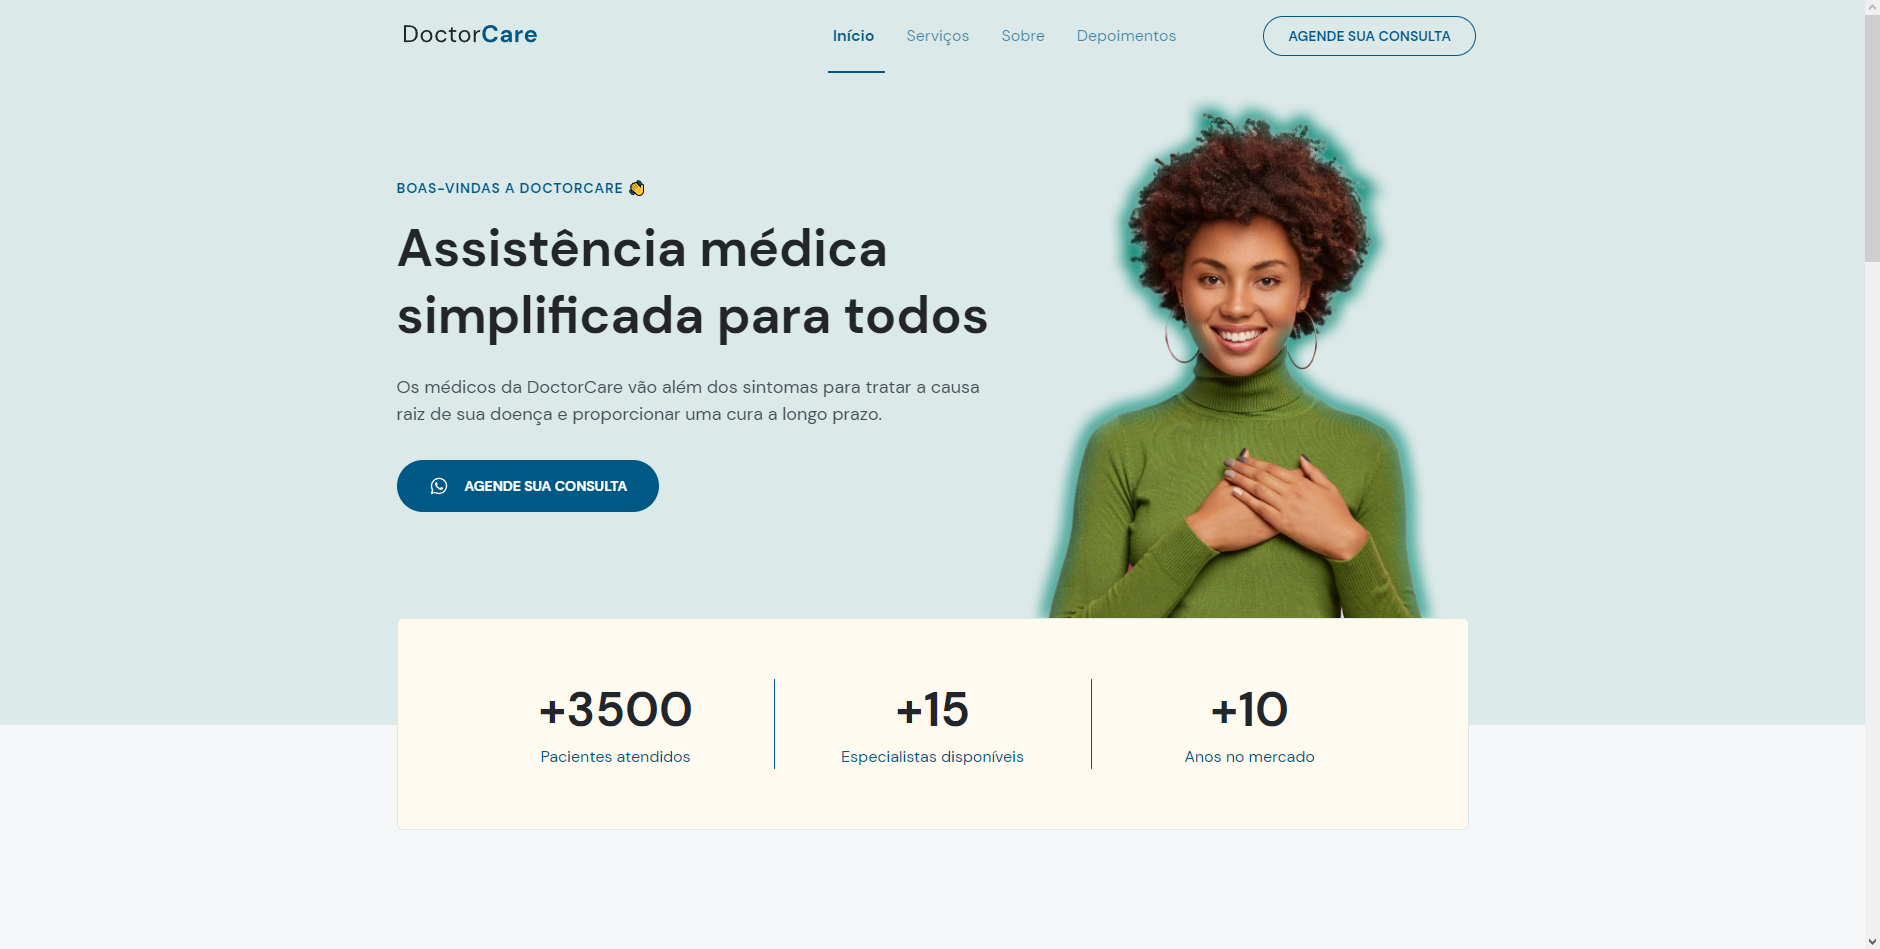 DoctorCare
Início
Serviços
Sobre
Depoimentos
AGENDE SUA CONSULTA
BOAS-VINDAS A DOCTORCARE 👋
Assistência médica
simplificada para todos
Os médicos da DoctorCare vão além dos sintomas para tratar a causa
raiz de sua doença e proporcionar uma cura a longo prazo.
AGENDE SUA CONSULTA
+3500
Pacientes atendidos
+15
Especialistas disponíveis
+10
Anos no mercado